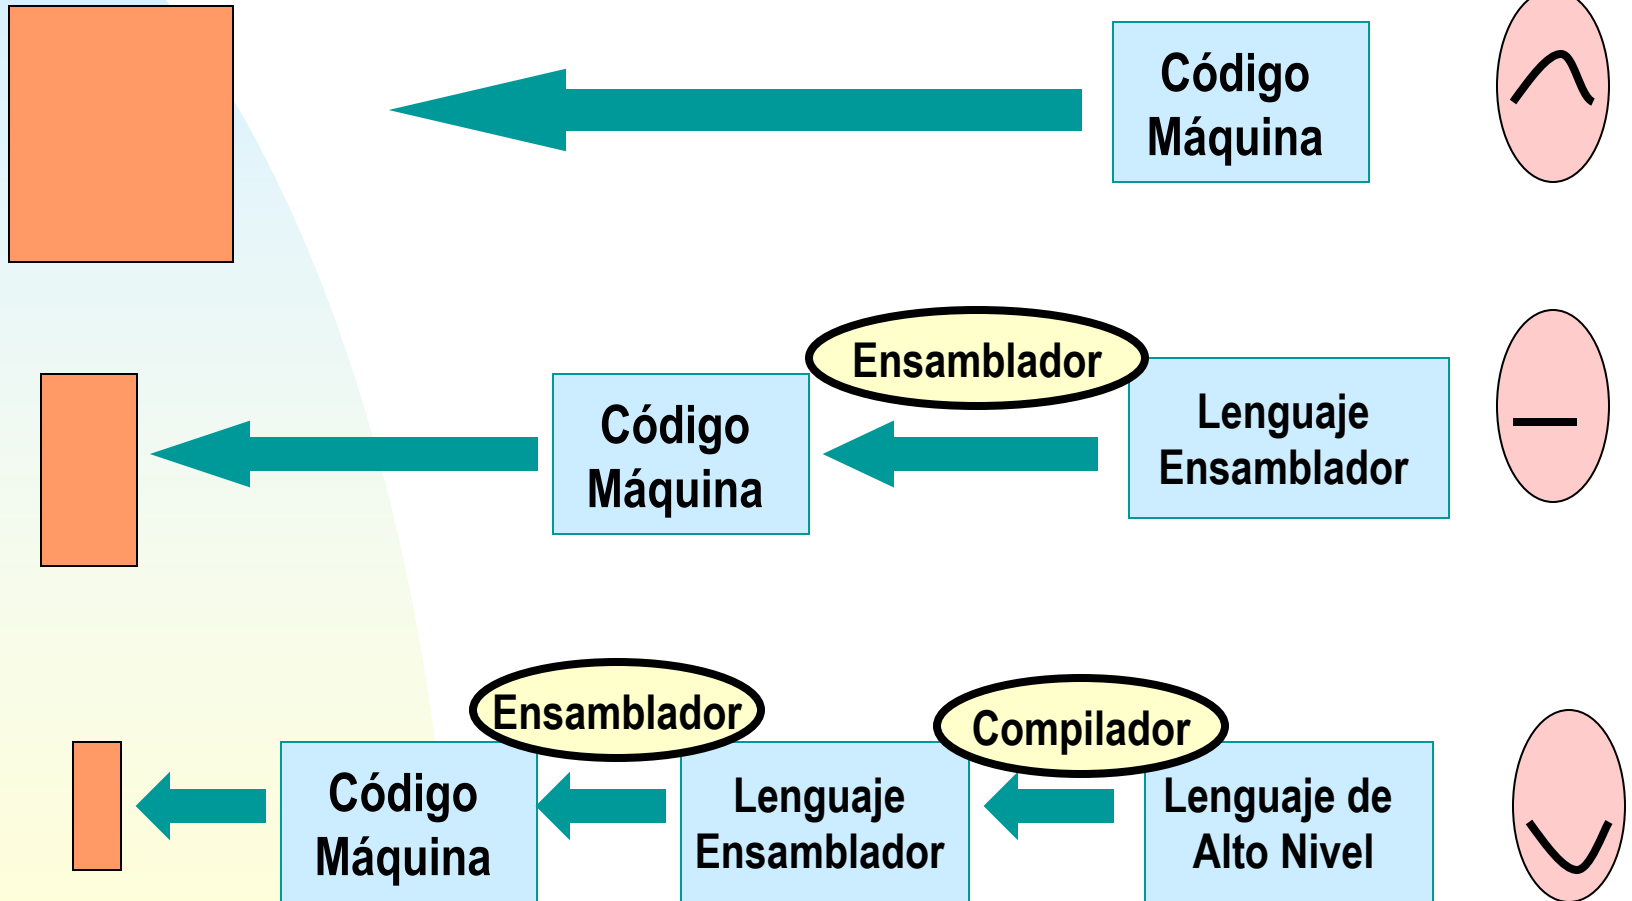 Código
Máquina
Ensamblador
Código
Máquina
Lenguaje
Ensamblador
Ensamblador
Compilador
Código
Máquina
Lenguaje
Ensamblador
Lenguaje de
Alto Nivel